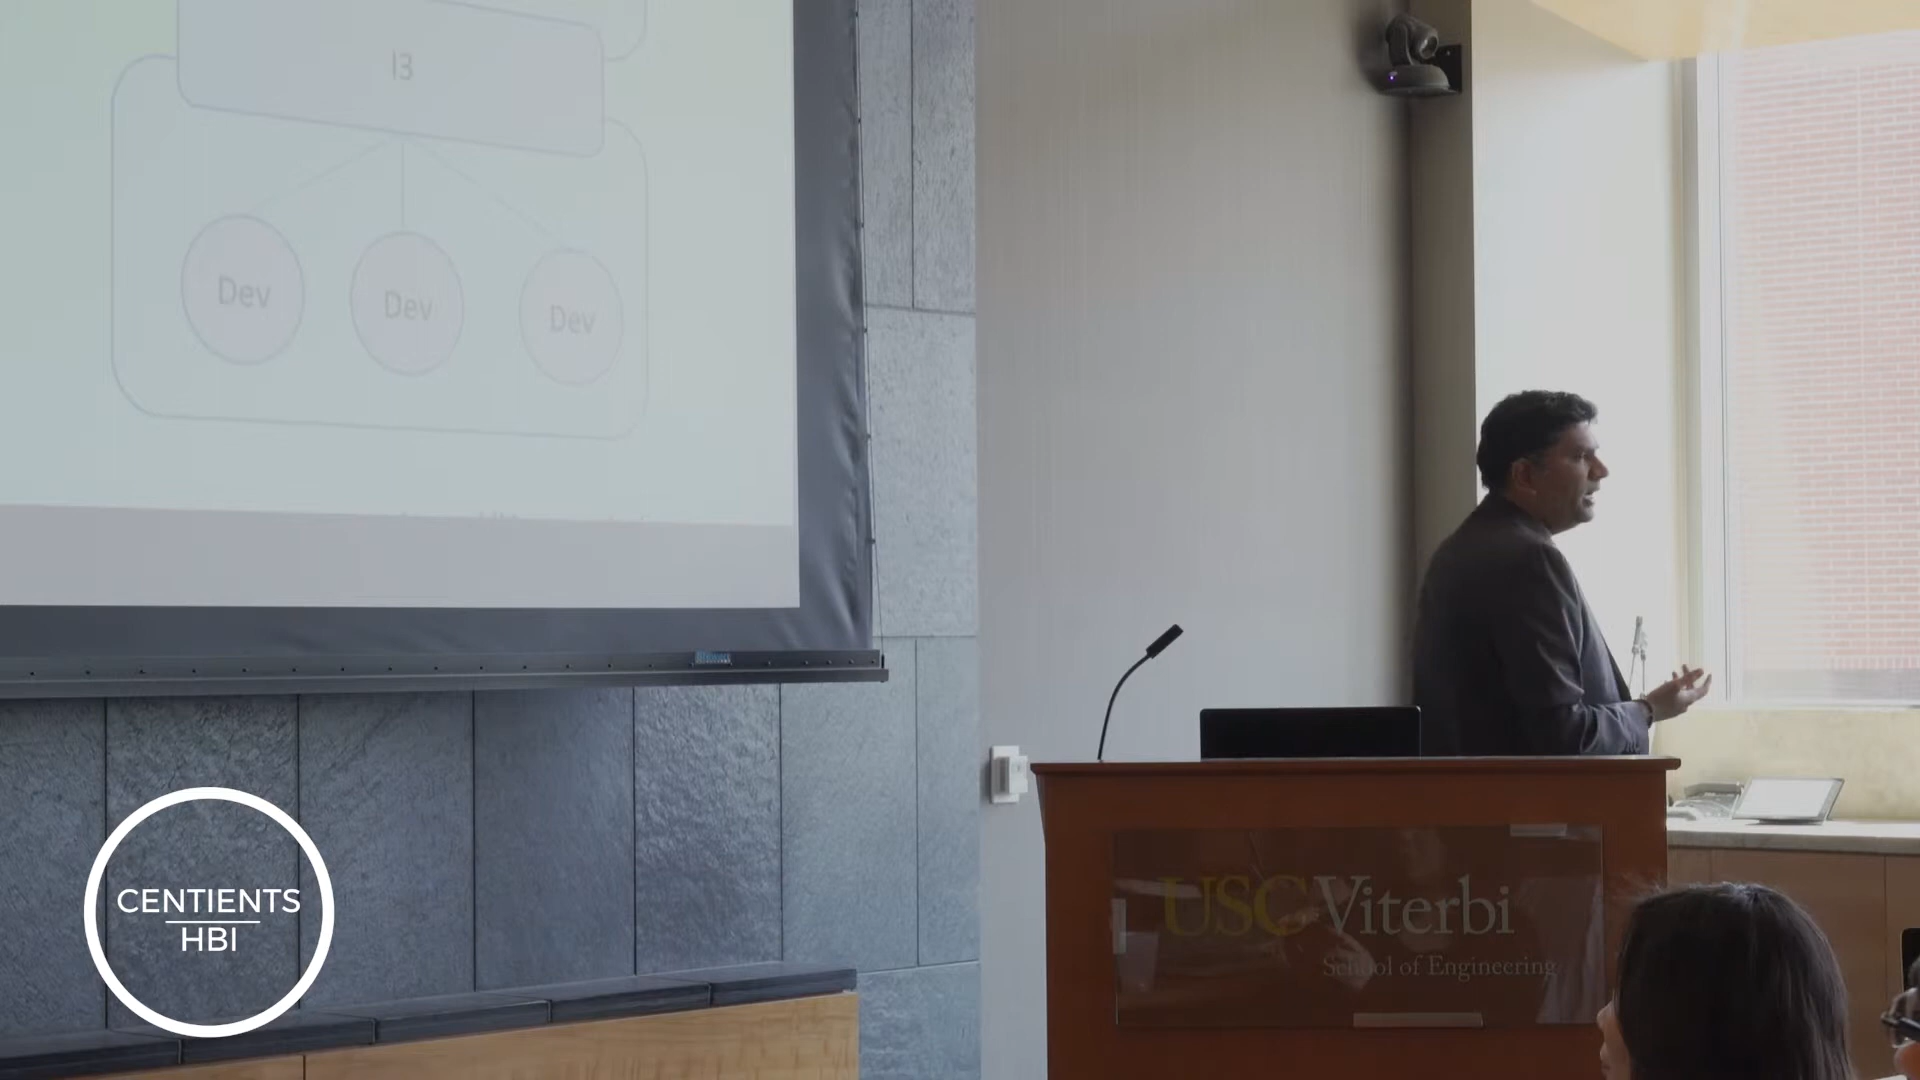 I3
Dev Dev Dev
CENTIENTS
HBI
USC Viterbi
School of Engineering